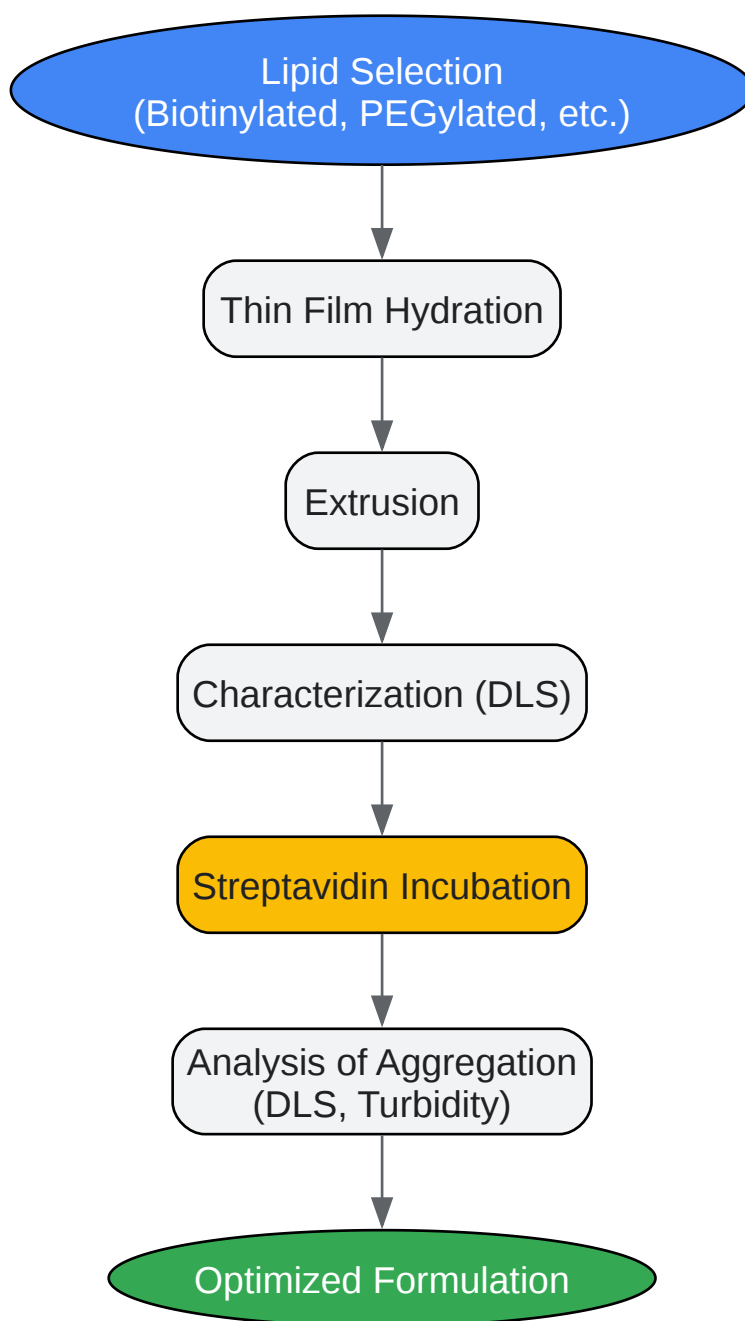 Lipid Selection
(Biotinylated, PEGylated, etc.)
Thin Film Hydration
Extrusion
Characterization (DLS)
Streptavidin Incubation
Analysis of Aggregation
(DLS, Turbidity)
Optimized Formulation